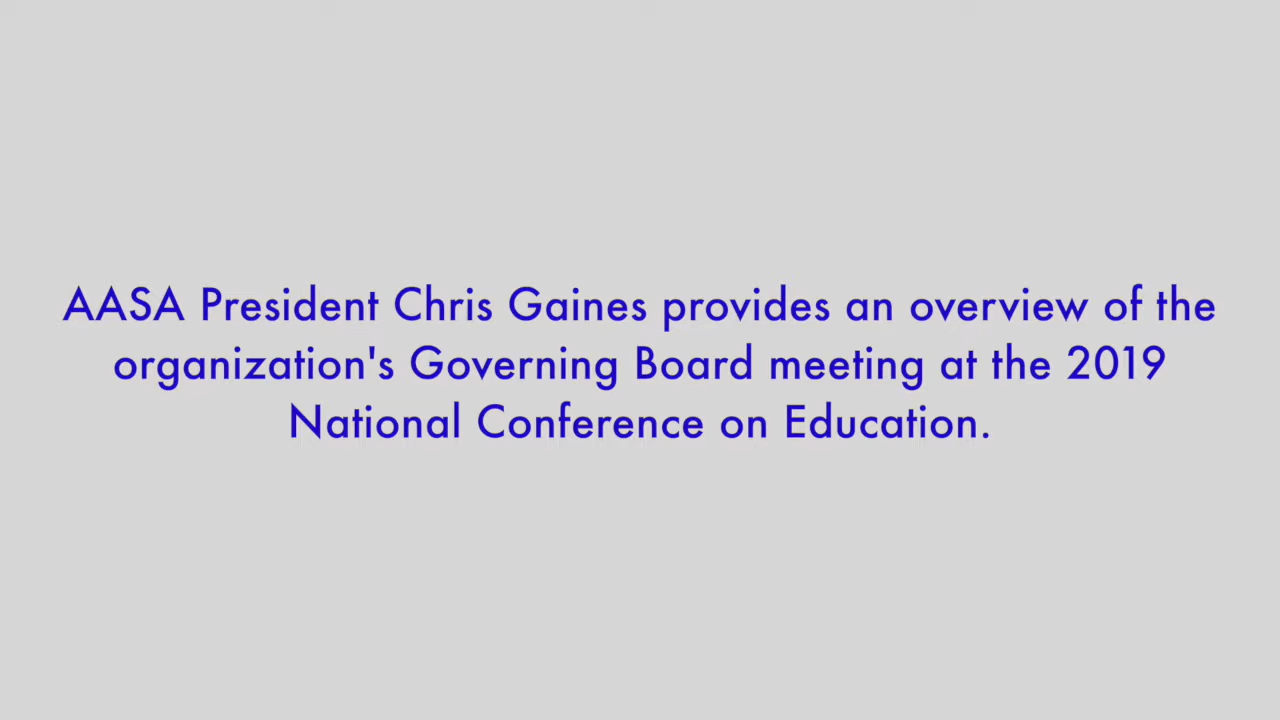 AASA President Chris Gaines provides an overview of the
organization's Governing Board meeting at the 2019
National Conference on Education.